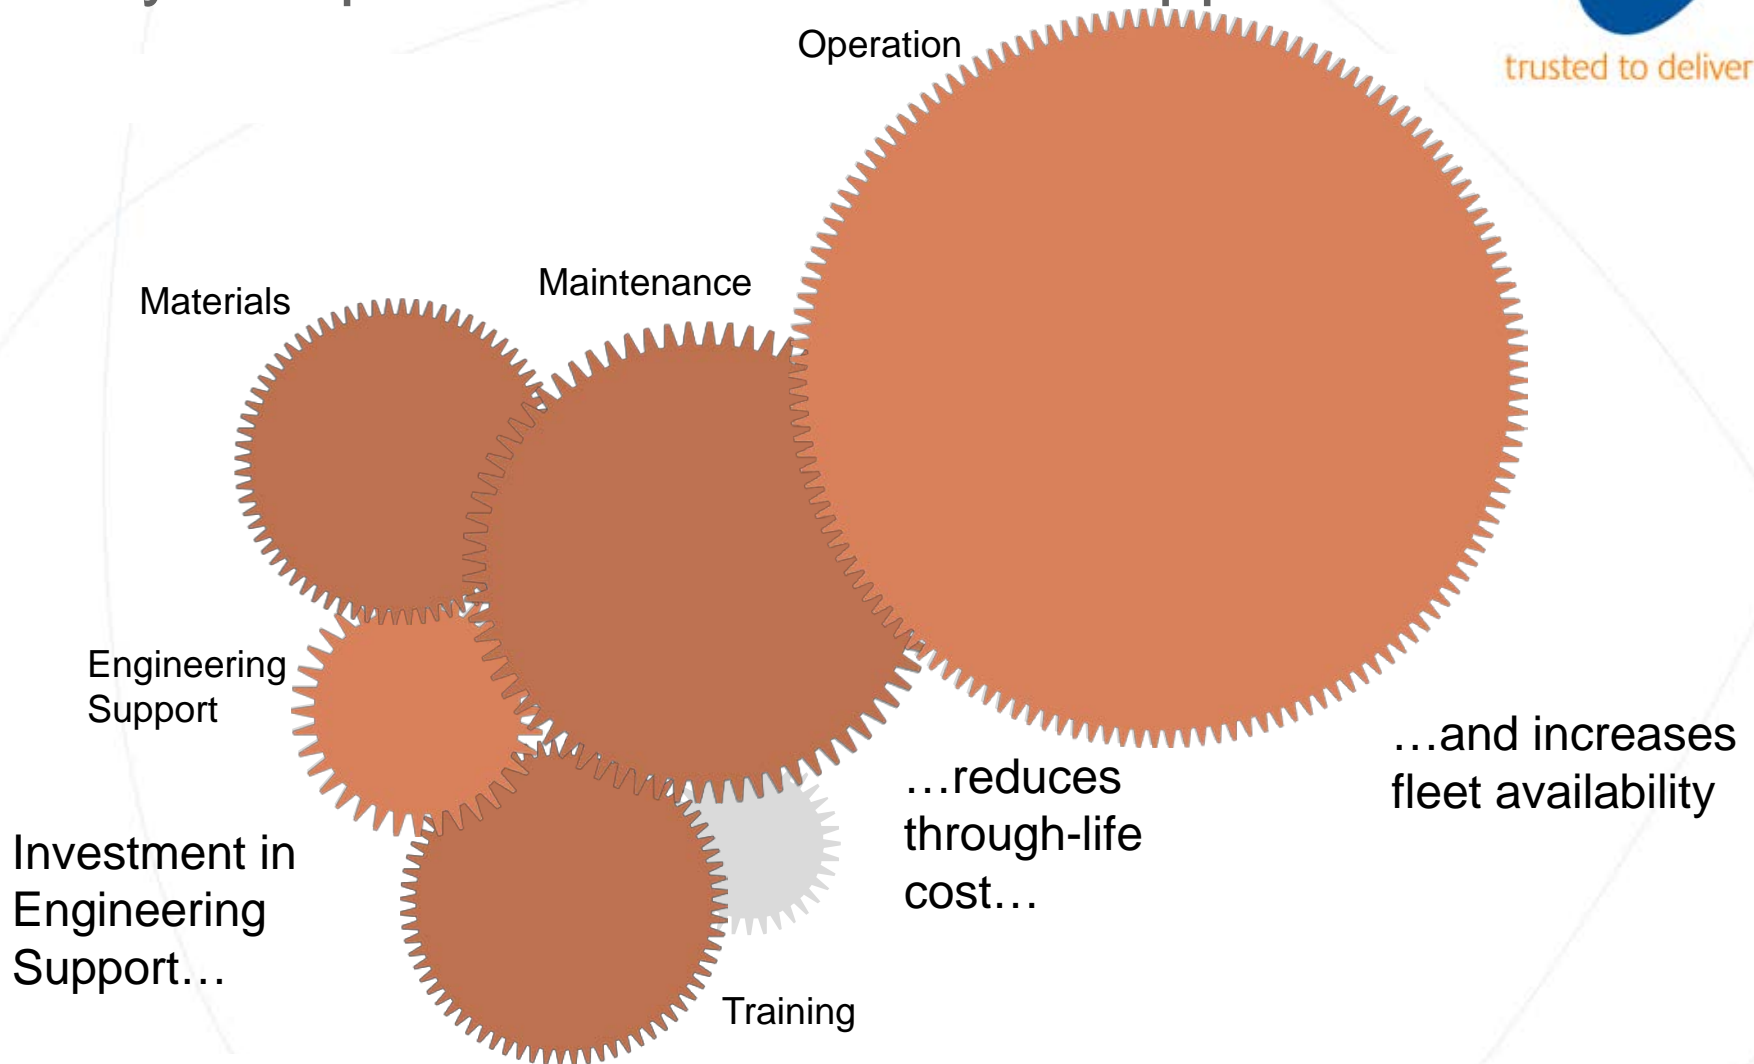 Operation
trusted to deliver
Maintenance
Materials
Engineering
Support
…and increases
fleet availability
…reduces
through-life
cost…
Investment in
Engineering
Support…
Training